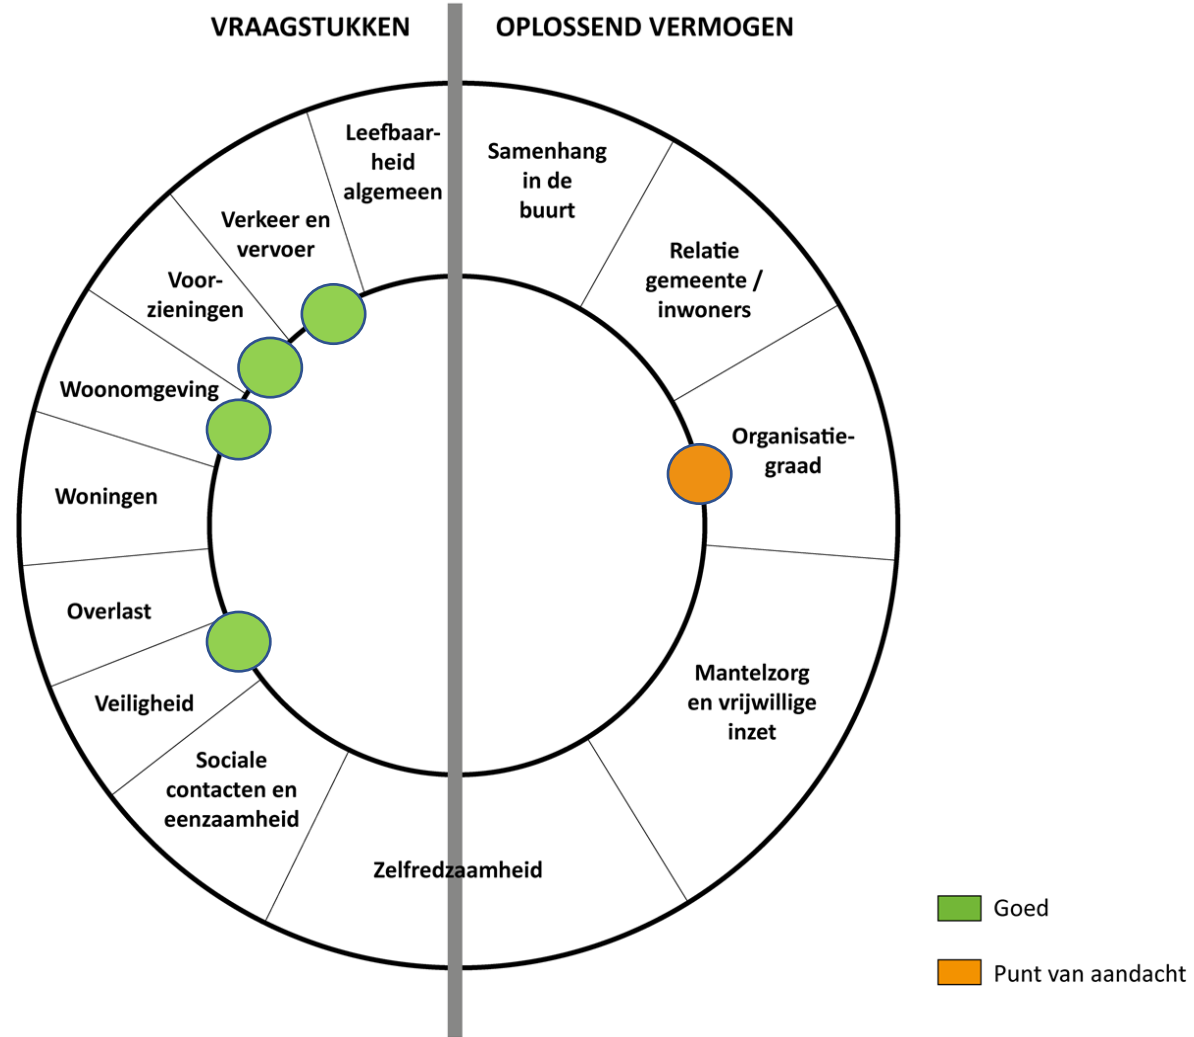 VRAAGSTUKKEN
OPLOSSEND VERMOGEN
Leefbaar-
heid
algemeen
Verkeer en
vervoer
Voor-
zieningen
Woonomgeving
Woningen
Overlast
Veiligheid
Sociale
contacten en
eenzaamheid
Zelfredzaamheid
Samenhang
in de
buurt
Relatie
gemeente /
inwoners
Organisatie-
graad
Mantelzorg
en vrijwillige
inzet
Goed
Punt van aandacht